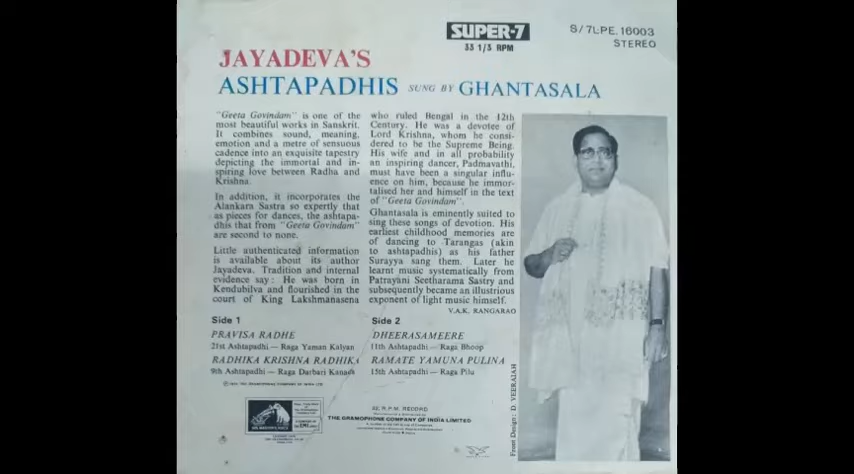 SUPER-7
33 1/3 RPM
S/7LPE. 16003
STEREO
JAYADEVA'S
ASHTAPADHIS SUNG BY GHANTASALA
"Geeta Govindam" is one of the
most beautiful works in Sanskrit.
It combines sound, meaning,
emotion and a metre of sensuous
cadence into an exquisite tapestry
depicting the immortal and in-
spiring love between Radha and
Krishna.
In addition, it incorporates the
Alankara Sastra so expertly that
as pieces for dances, the ashtapa-
dhis that from "Geeta Govindam"
are second to none.
Little authenticated information
is available about its author
Jayadeva. Tradition and internal
evidence say: He was born in
Kendubilva and flourished in the
court of King Lakshmanasena
who ruled Bengal in the 12th
Century. He was a devotee of
Lord Krishna, whom he consi-
dered to be the Supreme Being.
His wife and in all probability
an inspiring dancer, Padmavathi,
must have been a singular influ-
ence on him, because he immor-
talised her and himself in the text
of "Geeta Govindam".
Ghantasala is eminently suited to
sing these songs of devotion. His
earliest childhood memories are
of dancing to Tarangas (akin
to ashtapadhis) as his father
Surayya sang them. Later he
learnt music systematically from
Patrayani Seetharama Sastry and
subsequently became an illustrious
exponent of light music himself.
V.A.K. RANGARAO
Side 1
PRAVISA RADHE
21st Ashtapadhi — Raga Yaman Kalyan
RADHIKA KRISHNA RADHIKA
9th Ashtapadhi — Raga Darbari Kanada
Side 2
DHEERASAMEERE
11th Ashtapadhi — Raga Bhoop
RAMATE YAMUNA PULINA
15th Ashtapadhi — Raga Pilu
THE GRAMOPHONE COMPANY OF INDIA LIMITED
Front Design: D. VEERAIAH